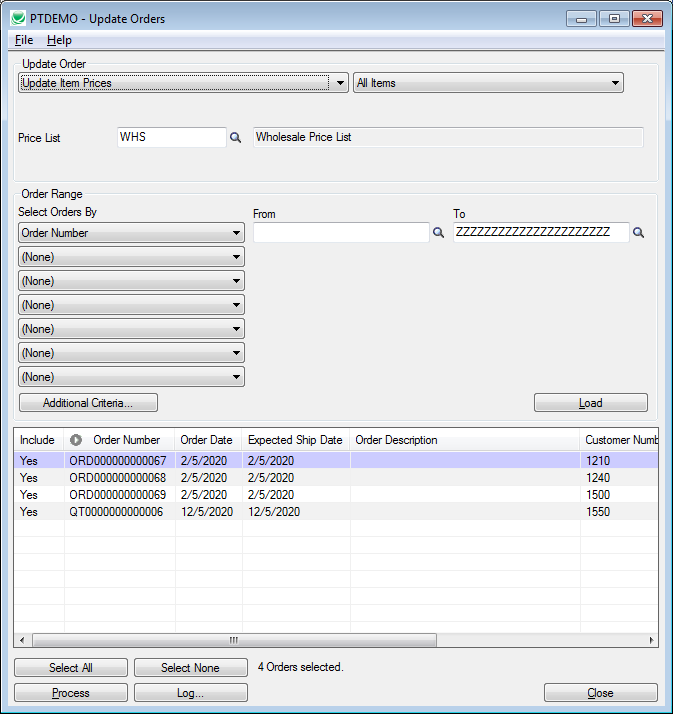 PTDEMO - Update Orders
File Help
Update Order
Update Item Prices All Items
Price List WHS Wholesale Price List
Order Range
Select Orders By From To
Order Number ZZZZZZZZZZZZZZZZZZZZZZ
(None)
(None)
(None)
(None)
(None)
(None)
Additional Criteria... Load
Include Order Number Order Date Expected Ship Date Order Description Customer Numb
Yes ORD000000000067 2/5/2020 2/5/2020 1210
Yes ORD000000000068 2/5/2020 2/5/2020 1240
Yes ORD000000000069 2/5/2020 2/5/2020 1500
Yes QT0000000000006 12/5/2020 12/5/2020 1550
Select All Select None 4 Orders selected.
Process Log... Close